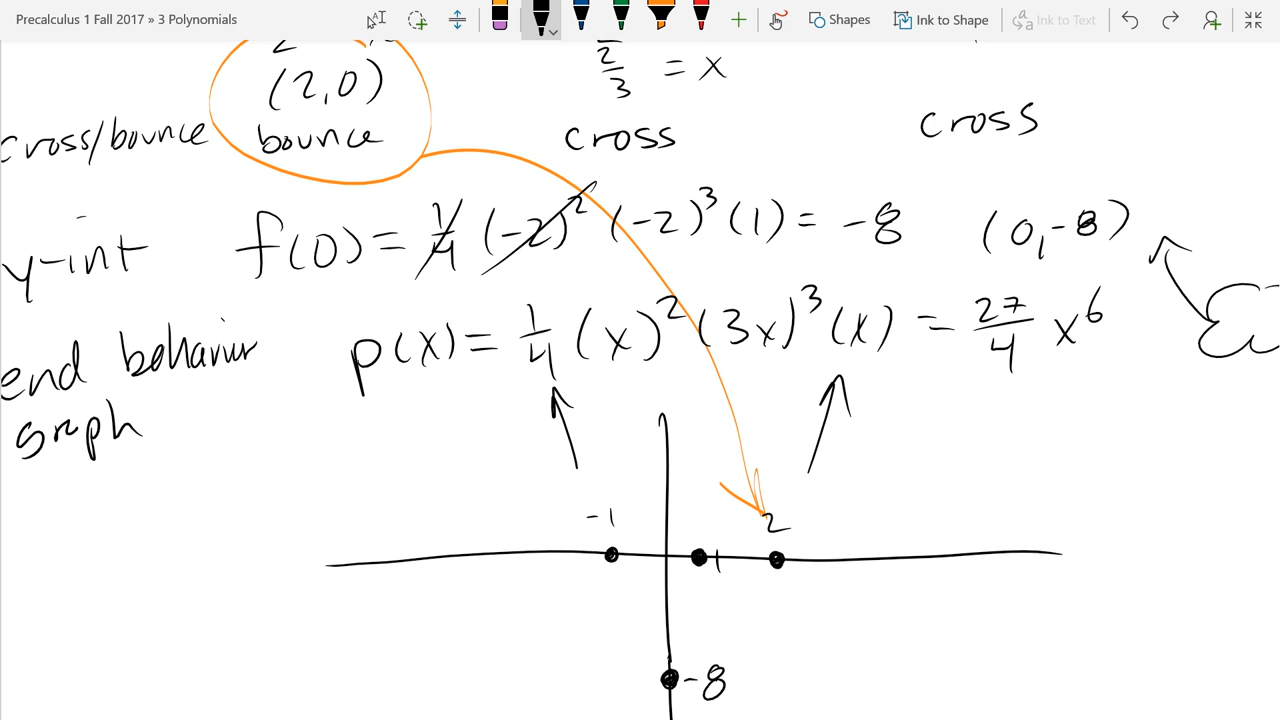 Precalculus 1 Fall 2017 » 3 Polynomials
Shapes Ink to Shape Ink to Text
(2,0)
2/3 = x
cross/bounce bounce cross cross
y-int f(0) = 1/4 (-2)² (-2)³ (1) = -8 (0,-8)
end behavior p(x) = 1/4 (x)² (3x)³ (x) = 27/4 x⁶
graph
-1 2
1
-8